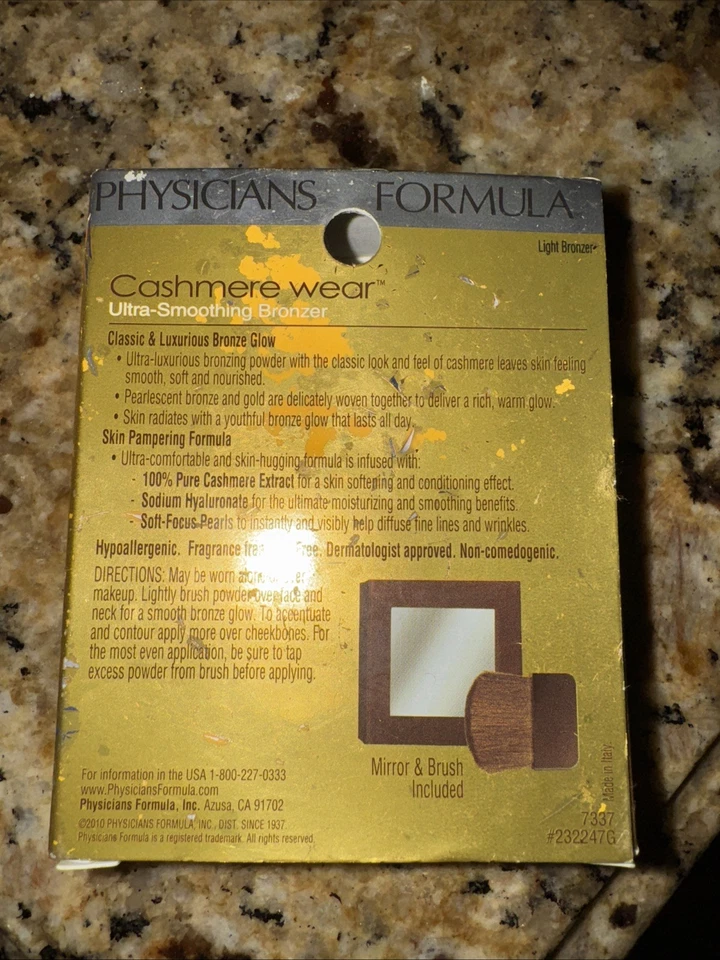 PHYSICIANS FORMULA
Light Bronzer
Cashmere wear™
Ultra-Smoothing Bronzer
Classic & Luxurious Bronze Glow
• Ultra-luxurious bronzing powder with the classic look and feel of cashmere leaves skin feeling
smooth, soft and nourished.
• Pearlescent bronze and gold are delicately woven together to deliver a rich, warm glow.
• Skin radiates with a youthful bronze glow that lasts all day.
Skin Pampering Formula
• Ultra-comfortable and skin-hugging formula is infused with:
- 100% Pure Cashmere Extract for a skin softening and conditioning effect.
- Sodium Hyaluronate for the ultimate moisturizing and smoothing benefits.
- Soft-Focus Pearls to instantly and visibly help diffuse fine lines and wrinkles.
Hypoallergenic. Fragrance Free. Dermatologist approved. Non-comedogenic.
DIRECTIONS: May be worn alone or over
makeup. Lightly brush powder over face and
neck for a smooth bronze glow. To accentuate
and contour apply more over cheekbones. For
the most even application, be sure to tap
excess powder from brush before applying.
Mirror & Brush
Included
For information in the USA 1-800-227-0333
www.PhysiciansFormula.com
Physicians Formula, Inc. Azusa, CA 91702
©2010 PHYSICIANS FORMULA, INC., DIST. SINCE 1937.
Physicians Formula is a registered trademark. All rights reserved.
Made in Italy
7337
#232247G